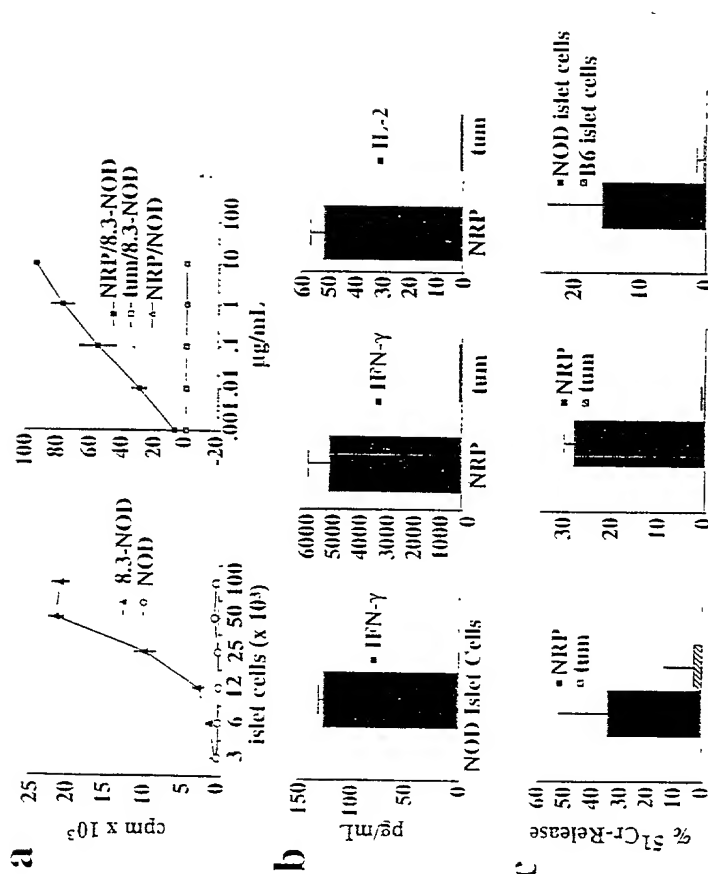 a
25
20
15
10
5
0
cpm x 10³
3 6 12 25 50 100
islet cells (x 10³)
8.3-NOD
NOD
100
80
60
40
20
0
-20
.001 .01 .1 1 10 100
µg/mL
NRP/8.3-NOD
tum/8.3-NOD
NRP/NOD
b
150
100
50
0
pg/mL
IFN-γ
NOD Islet Cells
6000
5000
4000
3000
2000
1000
0
IFN-γ
NRP tum
60
50
40
30
20
10
0
IL-2
NRP tum
c
60
50
40
30
20
10
0
% ⁵¹Cr-Release
NRP
tum
30
20
10
0
NRP
tum
20
10
0
NOD islet cells
B6 islet cells